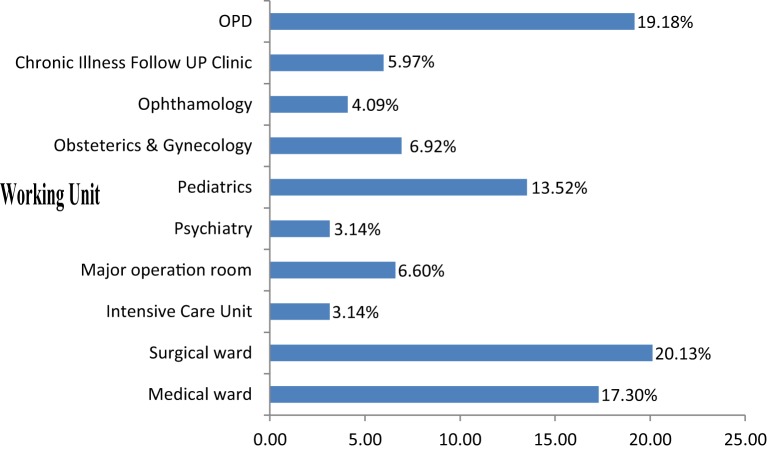 OPD
19.18%
Chronic Illness Follow UP Clinic
5.97%
Ophthamology
4.09%
Obsteterics & Gynecology
6.92%
Working Unit
Pediatrics
13.52%
Psychiatry
3.14%
Major operation room
6.60%
Intensive Care Unit
3.14%
Surgical ward
20.13%
Medical ward
17.30%
0.00 5.00 10.00 15.00 20.00 25.00